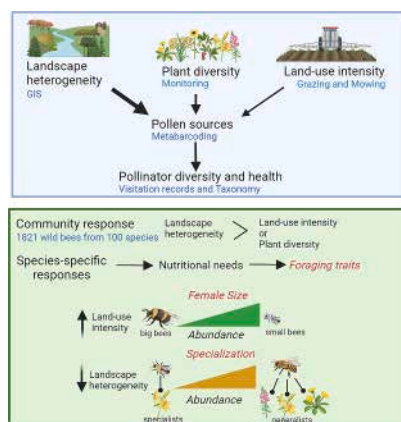 Landscape
heterogeneity
GIS
Plant diversity
Monitoring
Land-use intensity
Grazing and Mowing
Pollen sources
Metabarcoding
Pollinator diversity and health
Visitation records and Taxonomy
Community response
1821 wild bees from 100 species
Landscape
heterogeneity
>
Land-use intensity
or
Plant diversity
Species-specific
responses
Nutritional needs
Foraging traits
Female Size
Land-use
intensity
big bees
small bees
Abundance
Specialization
Landscape
heterogeneity
Abundance
specialists
generalists